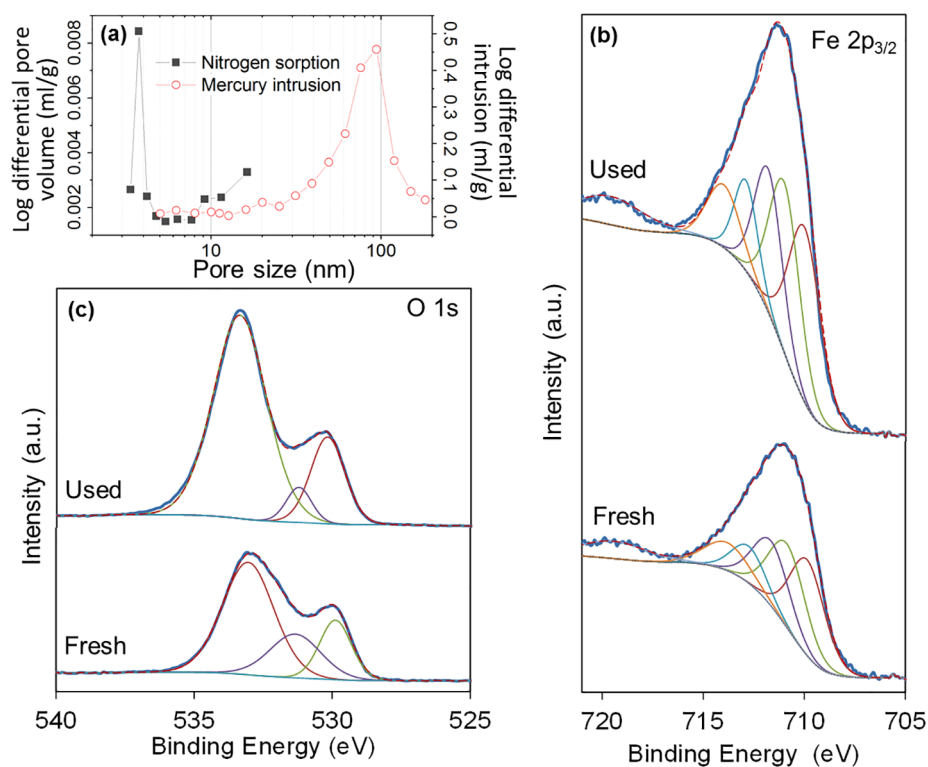 (a)
Nitrogen sorption
Mercury intrusion
Log differential pore
volume (ml/g)
0.008
0.006
0.004
0.002
Log differential
intrusion (ml/g)
0.5
0.4
0.3
0.2
0.1
0.0
10
100
Pore size (nm)
(b)
Fe 2p3/2
Used
Fresh
Intensity (a.u.)
720
715
710
705
Binding Energy (eV)
(c)
O 1s
Used
Fresh
Intensity (a.u.)
540
535
530
525
Binding Energy (eV)